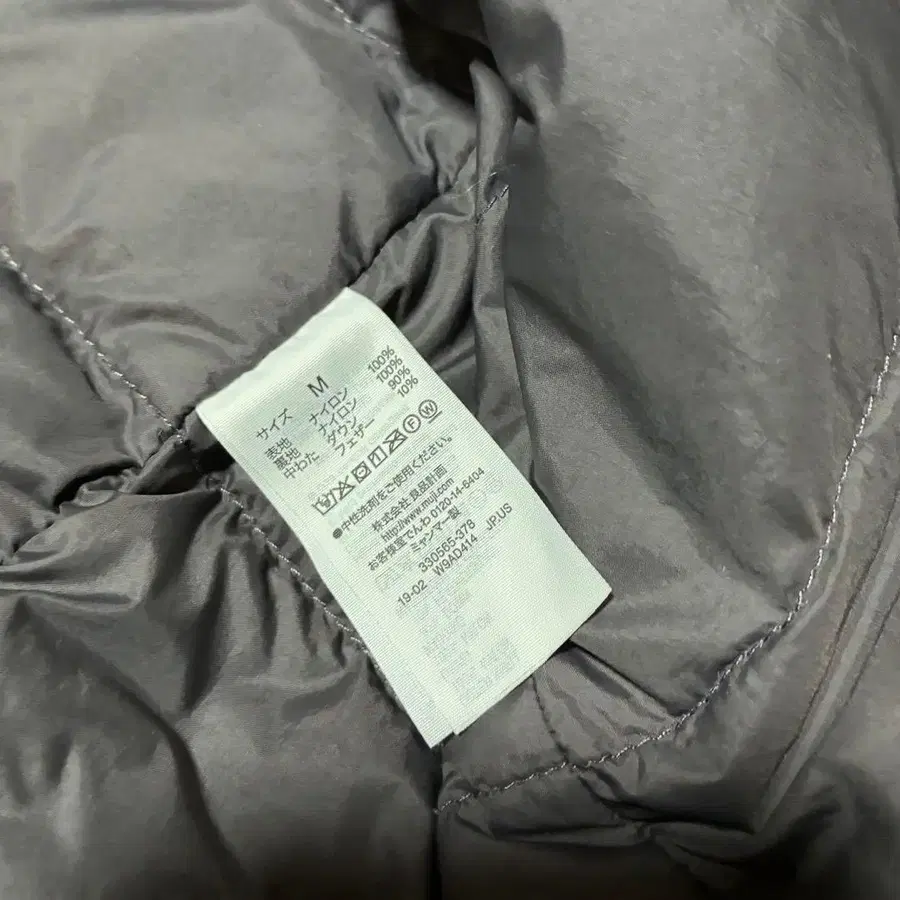 サイズ M
表地 ナイロン 100%
裏地 ナイロン 100%
中わた ダウン 90%
フェザー 10%
●中性洗剤をご使用ください。
株式会社 良品計画
http://www.muji.com
お客様室でんわ 0120-14-6404
ミャンマー製
330565-378 JP.US
19-02 W9AD414